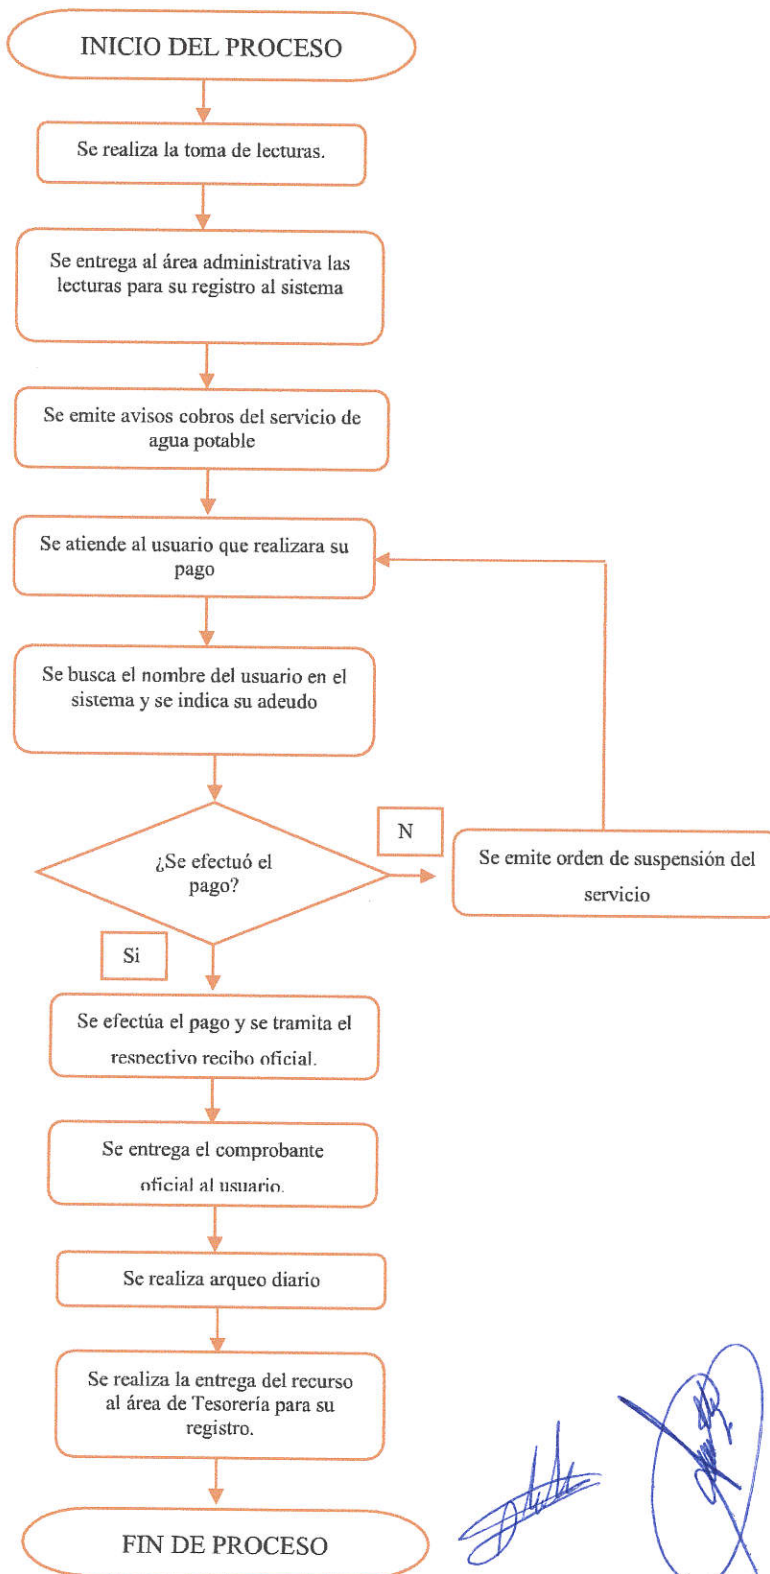 INICIO DEL PROCESO
Se realiza la toma de lecturas.
Se entrega al área administrativa las
lecturas para su registro al sistema
Se emite avisos cobros del servicio de
agua potable
Se atiende al usuario que realizara su
pago
Se busca el nombre del usuario en el
sistema y se indica su adeudo
¿Se efectuó el
pago?
N
Se emite orden de suspensión del
servicio
Si
Se efectúa el pago y se tramita el
respectivo recibo oficial.
Se entrega el comprobante
oficial al usuario.
Se realiza arqueo diario
Se realiza la entrega del recurso
al área de Tesorería para su
registro.
FIN DE PROCESO